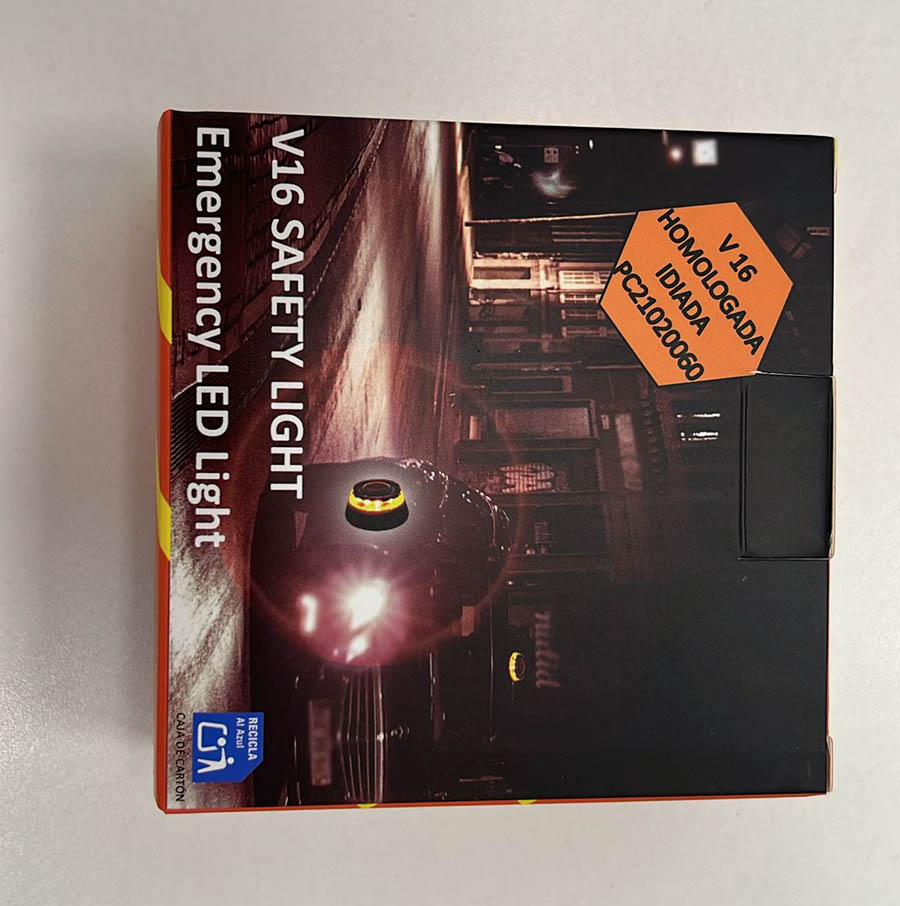 V 16
HOMOLOGADA
IDIADA
PC21020060
V16 SAFETY LIGHT
Emergency LED Light
RECICLA
Al Azul
CAJA DE CARTÓN